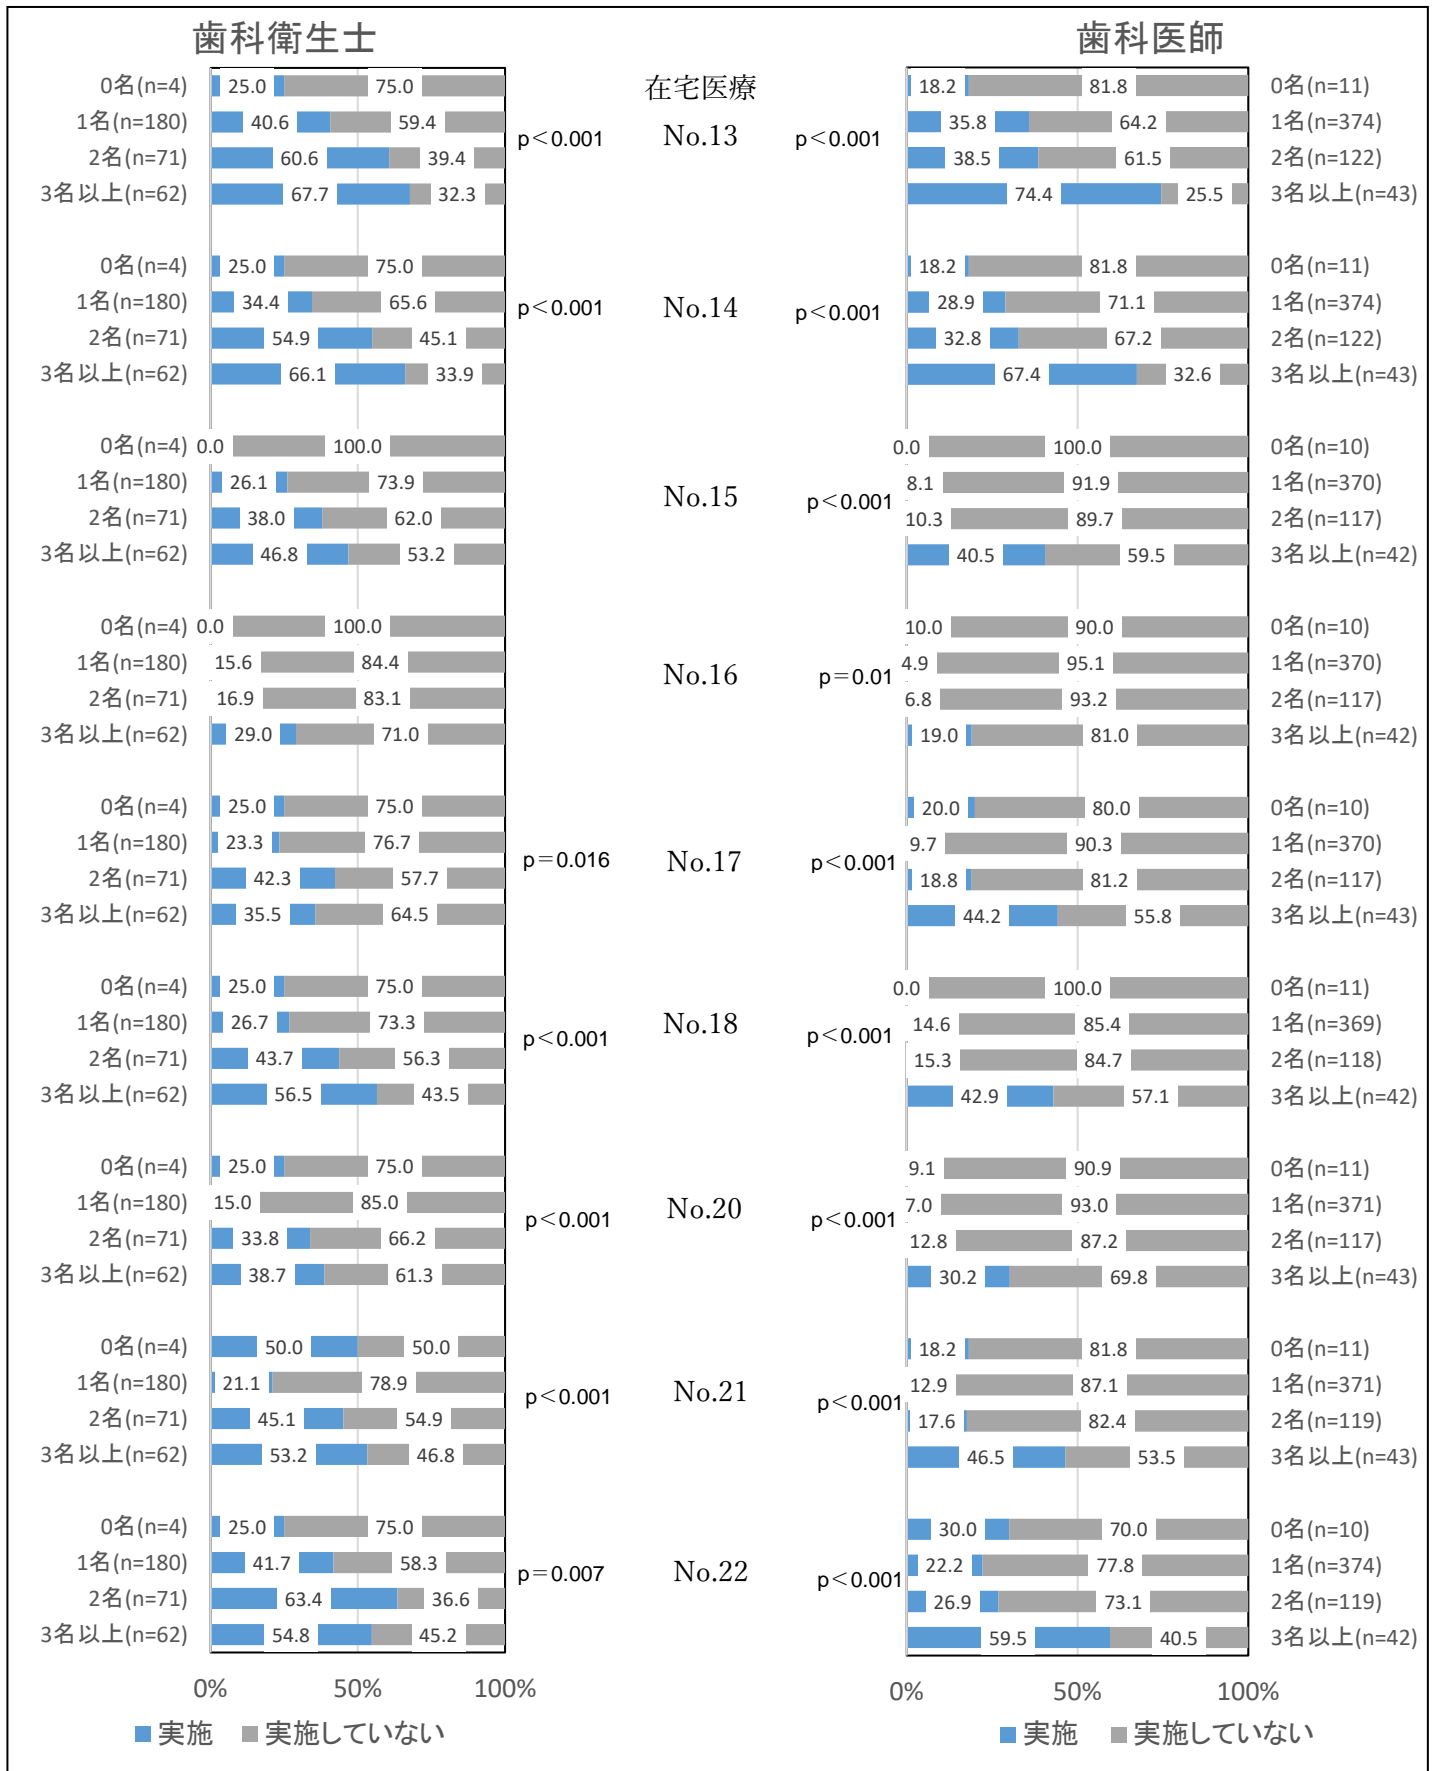 歯科衛生士 歯科医師
在宅医療
0名(n=4) 25.0 75.0 18.2 81.8 0名(n=11)
1名(n=180) 40.6 59.4 p<0.001 No.13 p<0.001 35.8 64.2 1名(n=374)
2名(n=71) 60.6 39.4 38.5 61.5 2名(n=122)
3名以上(n=62) 67.7 32.3 74.4 25.5 3名以上(n=43)
0名(n=4) 25.0 75.0 18.2 81.8 0名(n=11)
1名(n=180) 34.4 65.6 p<0.001 No.14 p<0.001 28.9 71.1 1名(n=374)
2名(n=71) 54.9 45.1 32.8 67.2 2名(n=122)
3名以上(n=62) 66.1 33.9 67.4 32.6 3名以上(n=43)
0名(n=4) 0.0 100.0 0.0 100.0 0名(n=10)
1名(n=180) 26.1 73.9 No.15 p<0.001 8.1 91.9 1名(n=370)
2名(n=71) 38.0 62.0 10.3 89.7 2名(n=117)
3名以上(n=62) 46.8 53.2 40.5 59.5 3名以上(n=42)
0名(n=4) 0.0 100.0 10.0 90.0 0名(n=10)
1名(n=180) 15.6 84.4 No.16 p=0.01 4.9 95.1 1名(n=370)
2名(n=71) 16.9 83.1 6.8 93.2 2名(n=117)
3名以上(n=62) 29.0 71.0 19.0 81.0 3名以上(n=42)
0名(n=4) 25.0 75.0 20.0 80.0 0名(n=10)
1名(n=180) 23.3 76.7 p=0.016 No.17 p<0.001 9.7 90.3 1名(n=370)
2名(n=71) 42.3 57.7 18.8 81.2 2名(n=117)
3名以上(n=62) 35.5 64.5 44.2 55.8 3名以上(n=43)
0名(n=4) 25.0 75.0 0.0 100.0 0名(n=11)
1名(n=180) 26.7 73.3 p<0.001 No.18 p<0.001 14.6 85.4 1名(n=369)
2名(n=71) 43.7 56.3 15.3 84.7 2名(n=118)
3名以上(n=62) 56.5 43.5 42.9 57.1 3名以上(n=42)
0名(n=4) 25.0 75.0 9.1 90.9 0名(n=11)
1名(n=180) 15.0 85.0 p<0.001 No.20 p<0.001 7.0 93.0 1名(n=371)
2名(n=71) 33.8 66.2 12.8 87.2 2名(n=117)
3名以上(n=62) 38.7 61.3 30.2 69.8 3名以上(n=43)
0名(n=4) 50.0 50.0 18.2 81.8 0名(n=11)
1名(n=180) 21.1 78.9 p<0.001 No.21 p<0.001 12.9 87.1 1名(n=371)
2名(n=71) 45.1 54.9 17.6 82.4 2名(n=119)
3名以上(n=62) 53.2 46.8 46.5 53.5 3名以上(n=43)
0名(n=4) 25.0 75.0 30.0 70.0 0名(n=10)
1名(n=180) 41.7 58.3 p=0.007 No.22 p<0.001 22.2 77.8 1名(n=374)
2名(n=71) 63.4 36.6 26.9 73.1 2名(n=119)
3名以上(n=62) 54.8 45.2 59.5 40.5 3名以上(n=42)
0% 50% 100% 0% 50% 100%
実施 実施していない 実施 実施していない